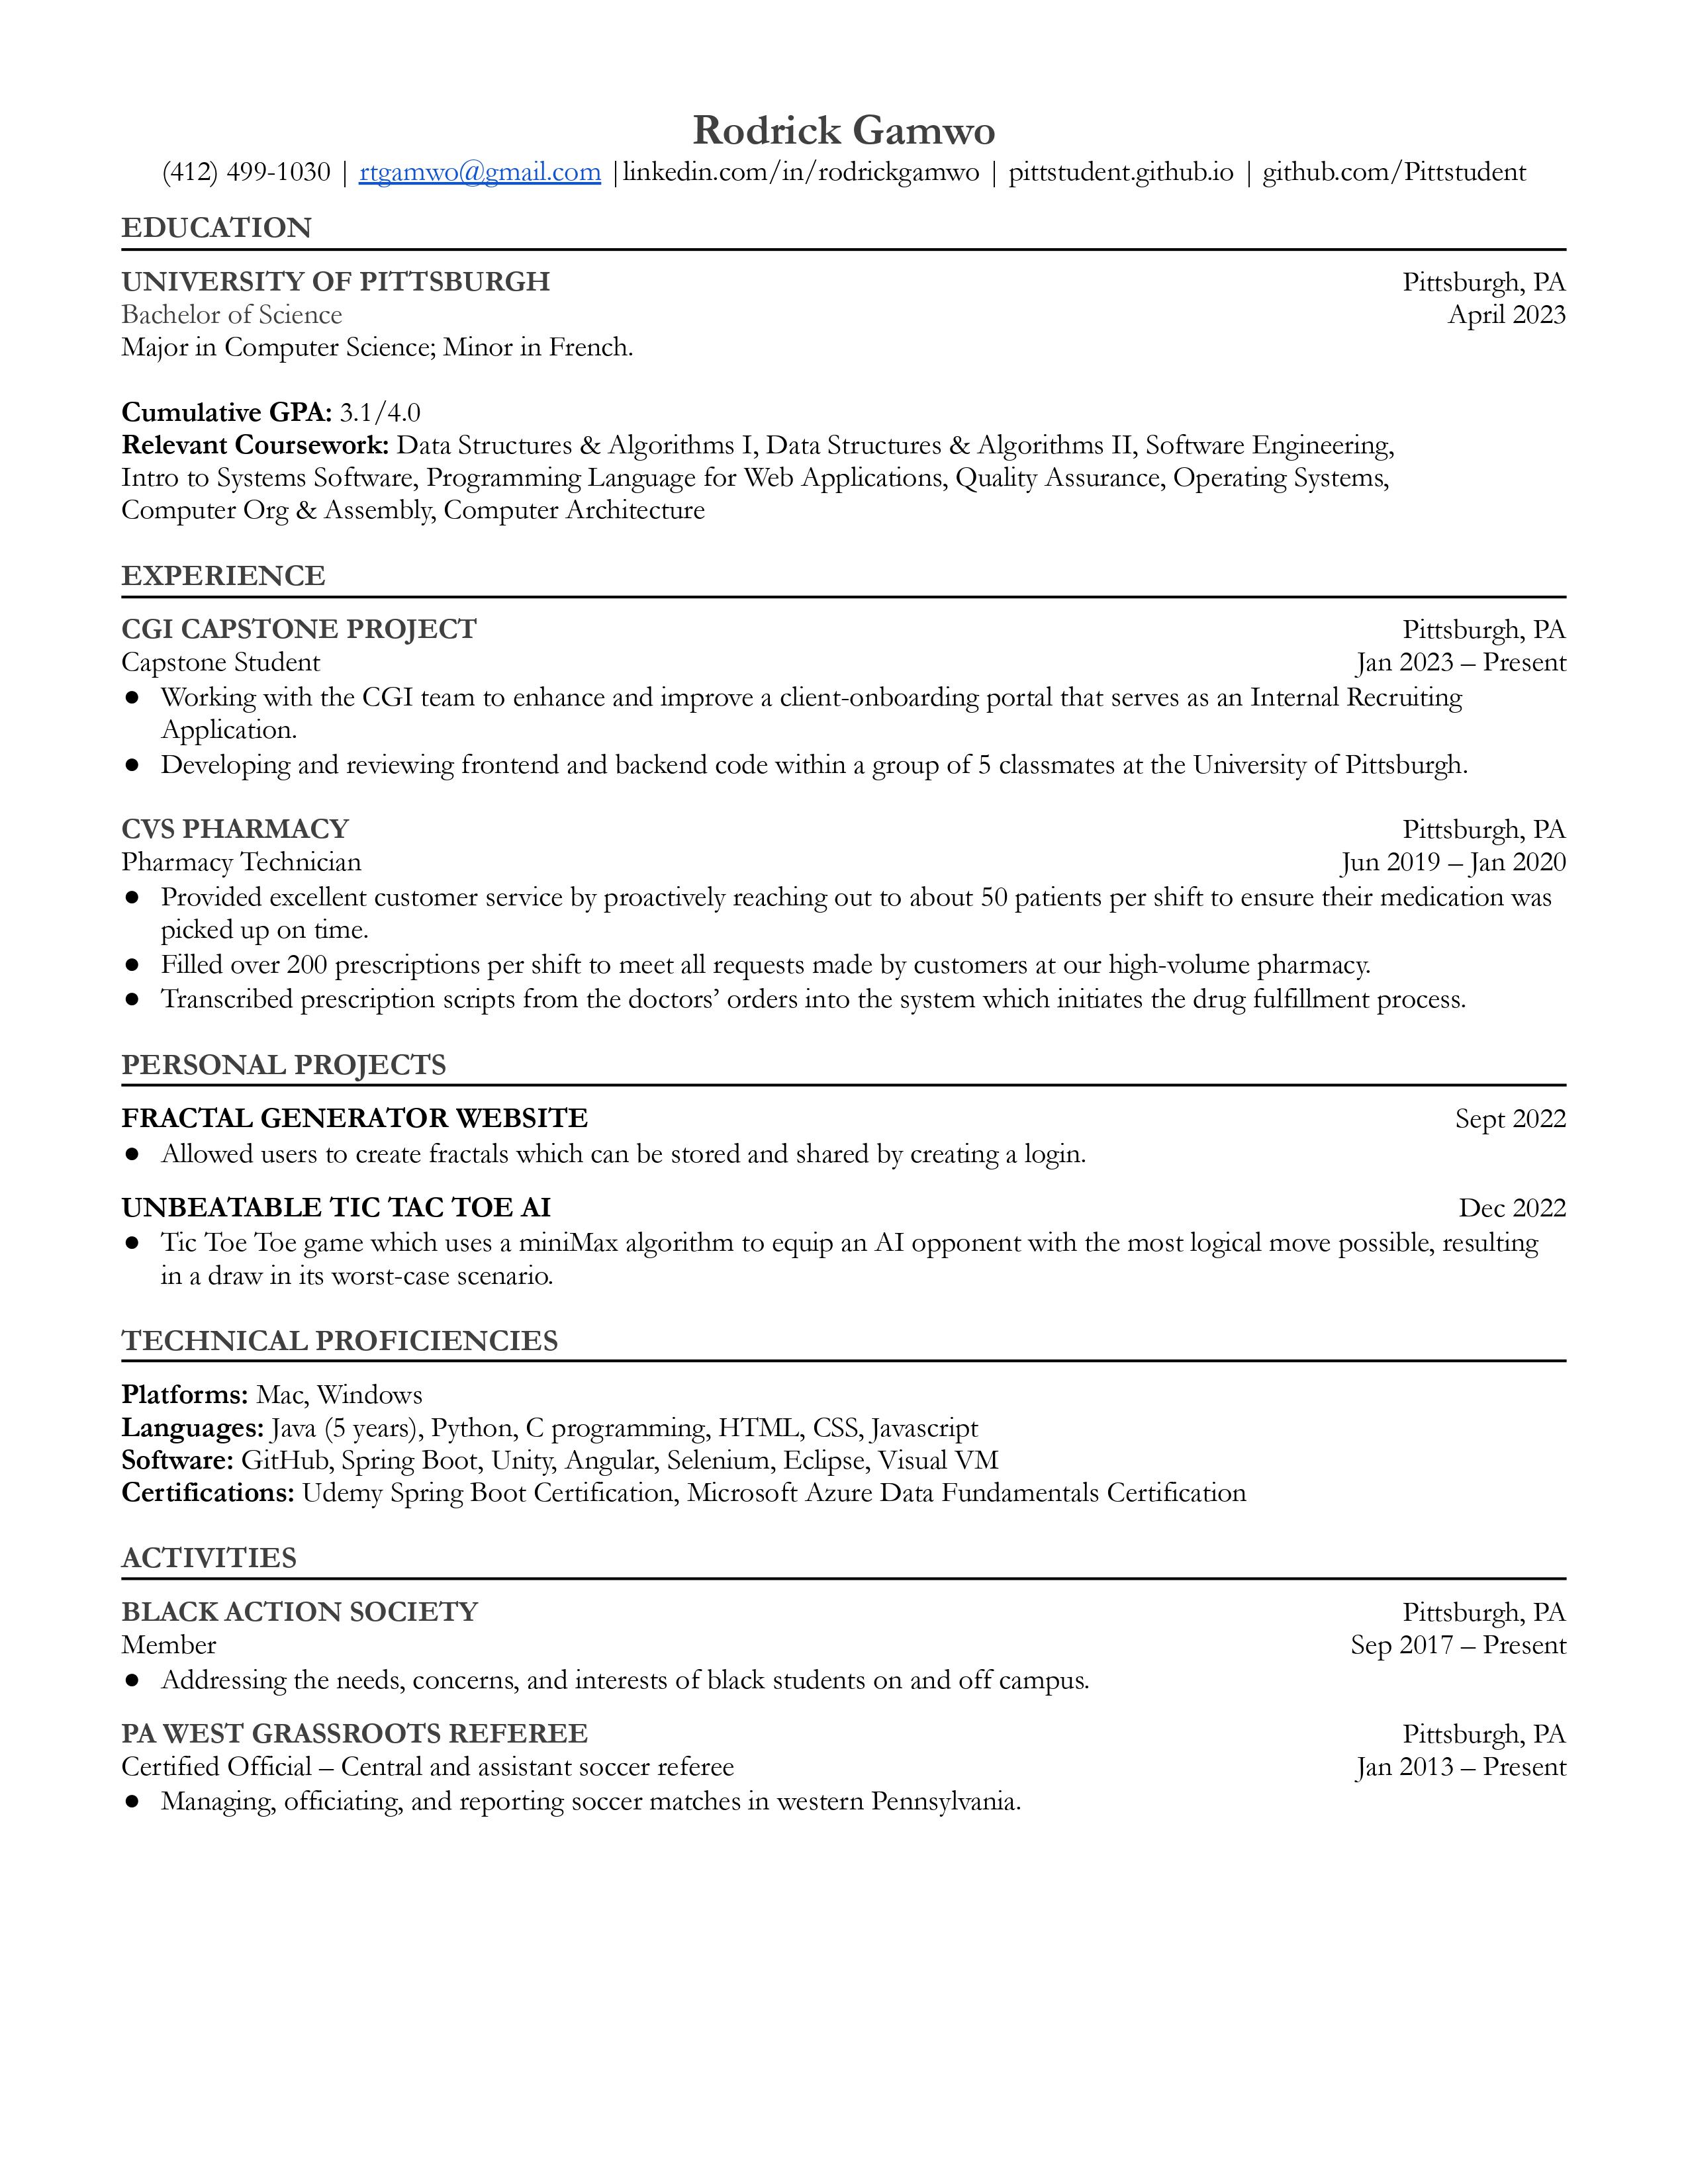 Rodrick Gamwo
(412) 499-1030 | rtgamwo@gmail.com |linkedin.com/in/rodrickgamwo | pittstudent.github.io | github.com/Pittstudent
EDUCATION
UNIVERSITY OF PITTSBURGH Pittsburgh, PA
Bachelor of Science April 2023
Major in Computer Science; Minor in French.
Cumulative GPA: 3.1/4.0
Relevant Coursework: Data Structures & Algorithms I, Data Structures & Algorithms II, Software Engineering,
Intro to Systems Software, Programming Language for Web Applications, Quality Assurance, Operating Systems,
Computer Org & Assembly, Computer Architecture
EXPERIENCE
CGI CAPSTONE PROJECT Pittsburgh, PA
Capstone Student Jan 2023 – Present
● Working with the CGI team to enhance and improve a client-onboarding portal that serves as an Internal Recruiting
Application.
● Developing and reviewing frontend and backend code within a group of 5 classmates at the University of Pittsburgh.
CVS PHARMACY Pittsburgh, PA
Pharmacy Technician Jun 2019 – Jan 2020
● Provided excellent customer service by proactively reaching out to about 50 patients per shift to ensure their medication was
picked up on time.
● Filled over 200 prescriptions per shift to meet all requests made by customers at our high-volume pharmacy.
● Transcribed prescription scripts from the doctors’ orders into the system which initiates the drug fulfillment process.
PERSONAL PROJECTS
FRACTAL GENERATOR WEBSITE Sept 2022
● Allowed users to create fractals which can be stored and shared by creating a login.
UNBEATABLE TIC TAC TOE AI Dec 2022
● Tic Toe Toe game which uses a miniMax algorithm to equip an AI opponent with the most logical move possible, resulting
in a draw in its worst-case scenario.
TECHNICAL PROFICIENCIES
Platforms: Mac, Windows
Languages: Java (5 years), Python, C programming, HTML, CSS, Javascript
Software: GitHub, Spring Boot, Unity, Angular, Selenium, Eclipse, Visual VM
Certifications: Udemy Spring Boot Certification, Microsoft Azure Data Fundamentals Certification
ACTIVITIES
BLACK ACTION SOCIETY Pittsburgh, PA
Member Sep 2017 – Present
● Addressing the needs, concerns, and interests of black students on and off campus.
PA WEST GRASSROOTS REFEREE Pittsburgh, PA
Certified Official – Central and assistant soccer referee Jan 2013 – Present
● Managing, officiating, and reporting soccer matches in western Pennsylvania.